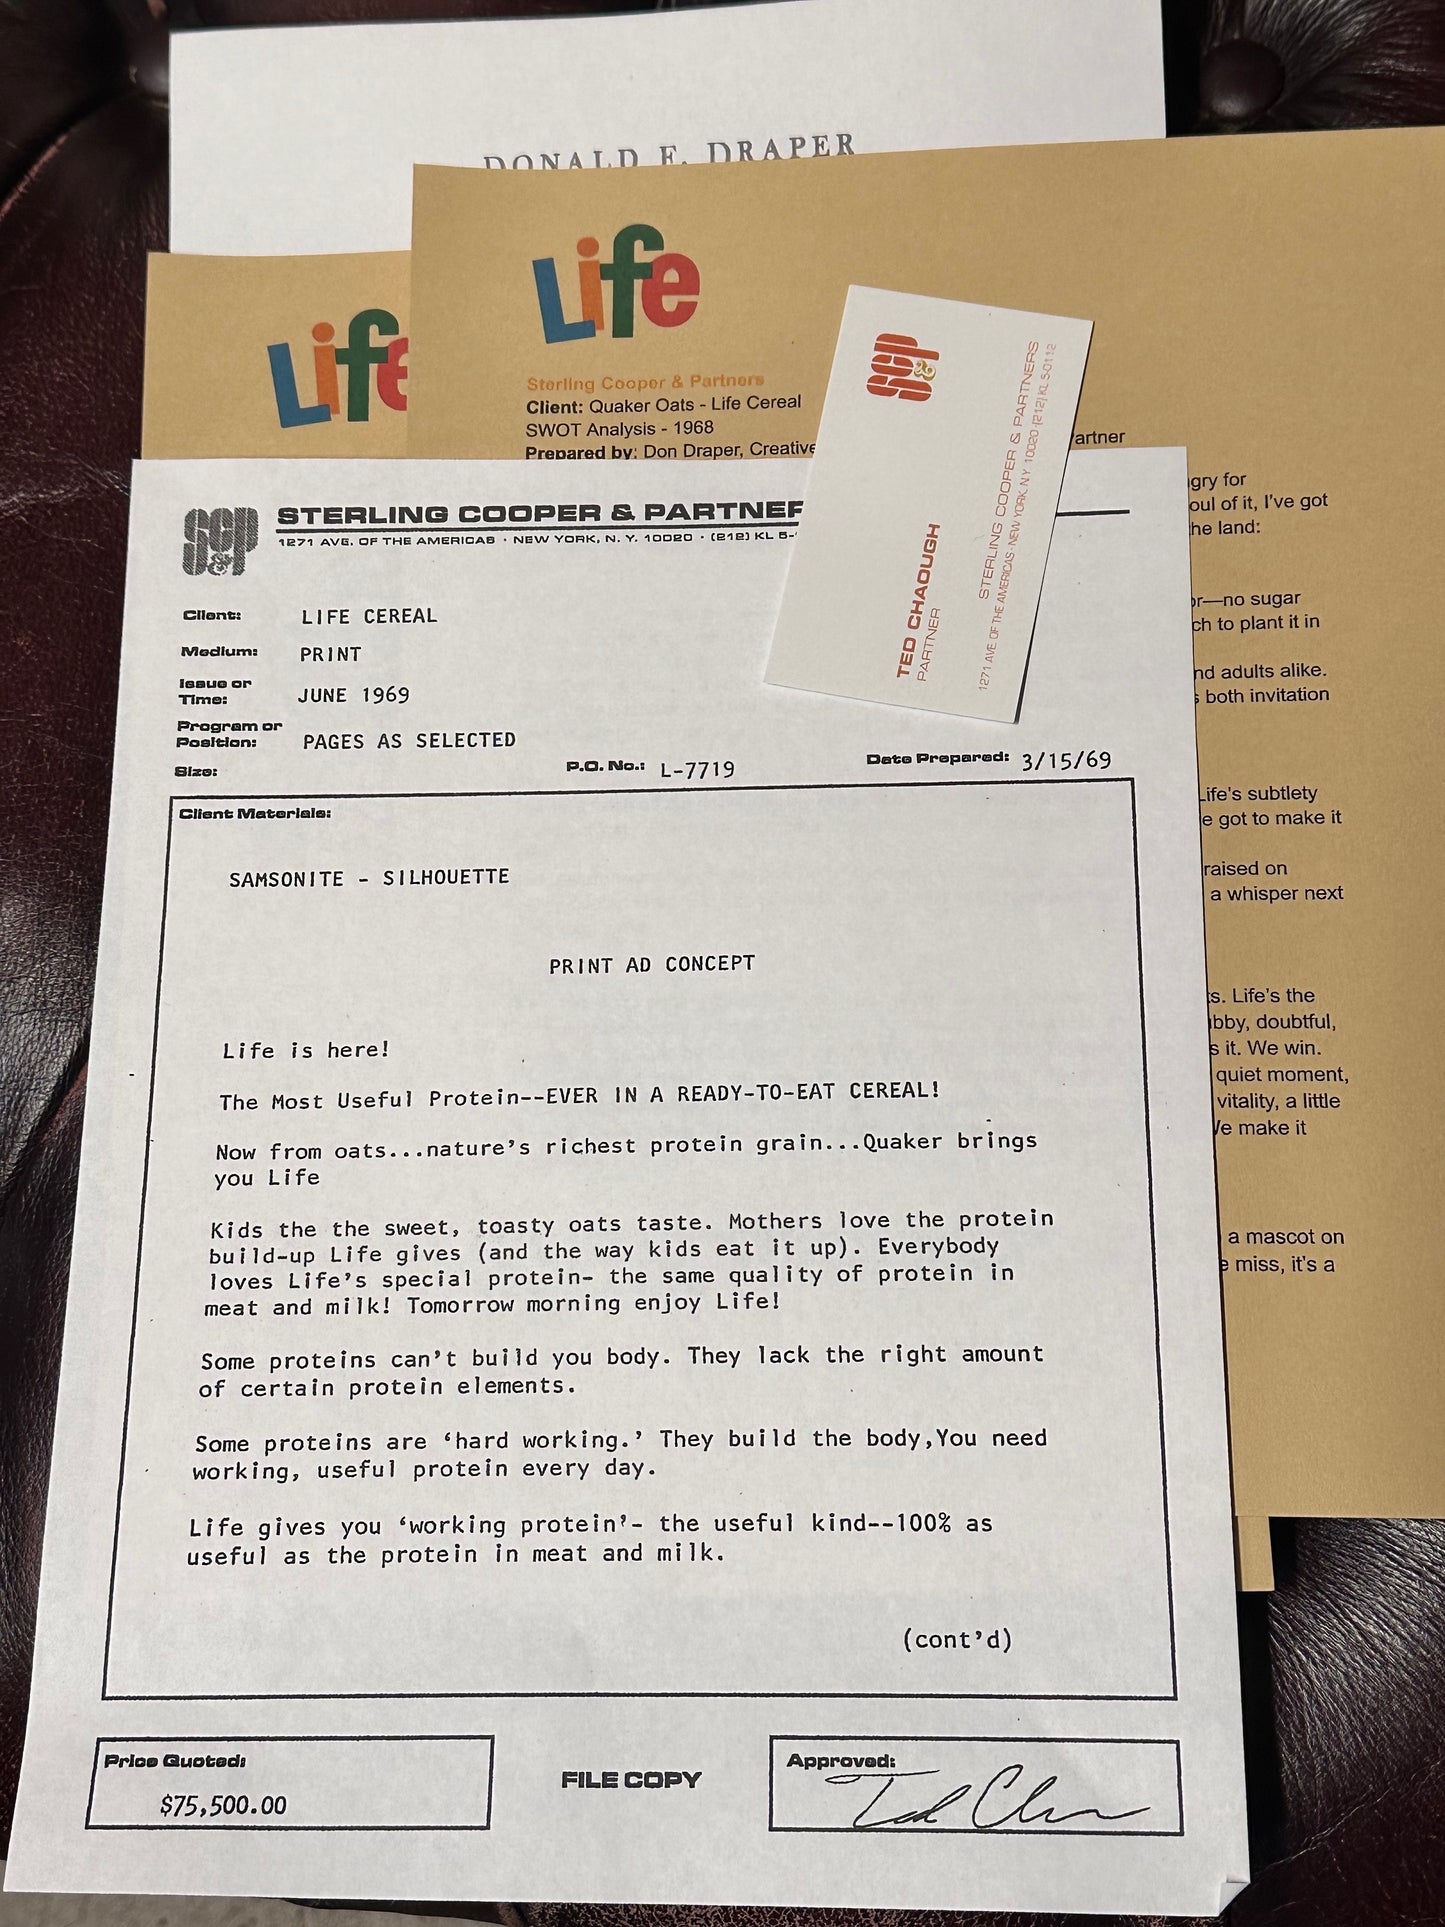 DONALD F. DRAPER
Life
Life
Sterling Cooper & Partners
Client: Quaker Oats - Life Cereal
SWOT Analysis - 1968
Prepared by: Don Draper, Creative
artner
gry for
oul of it, I've got
he land:
or—no sugar
ch to plant it in
nd adults alike.
s both invitation
Life's subtlety
e got to make it
raised on
a whisper next
s. Life's the
bby, doubtful,
s it. We win.
quiet moment,
vitality, a little
We make it
a mascot on
e miss, it's a
SC&P
TED CHAOUGH
PARTNER
STERLING COOPER & PARTNERS
1271 AVE OF THE AMERICAS · NEW YORK, N.Y. 10020 · (212) KL 5-0112
SC&P
STERLING COOPER & PARTNER
1271 AVE. OF THE AMERICAS · NEW YORK, N. Y. 10020 · (212) KL 5-
Client: LIFE CEREAL
Medium: PRINT
Issue or
Time: JUNE 1969
Program or
Position: PAGES AS SELECTED
Size: P.O. No.: L-7719 Date Prepared: 3/15/69
Client Materials:
SAMSONITE - SILHOUETTE
PRINT AD CONCEPT
Life is here!
The Most Useful Protein--EVER IN A READY-TO-EAT CEREAL!
Now from oats...nature's richest protein grain...Quaker brings
you Life
Kids the the sweet, toasty oats taste. Mothers love the protein
build-up Life gives (and the way kids eat it up). Everybody
loves Life's special protein- the same quality of protein in
meat and milk! Tomorrow morning enjoy Life!
Some proteins can't build you body. They lack the right amount
of certain protein elements.
Some proteins are ‘hard working.’ They build the body,You need
working, useful protein every day.
Life gives you ‘working protein’- the useful kind--100% as
useful as the protein in meat and milk.
(cont'd)
Price Quoted:
$75,500.00
FILE COPY
Approved: